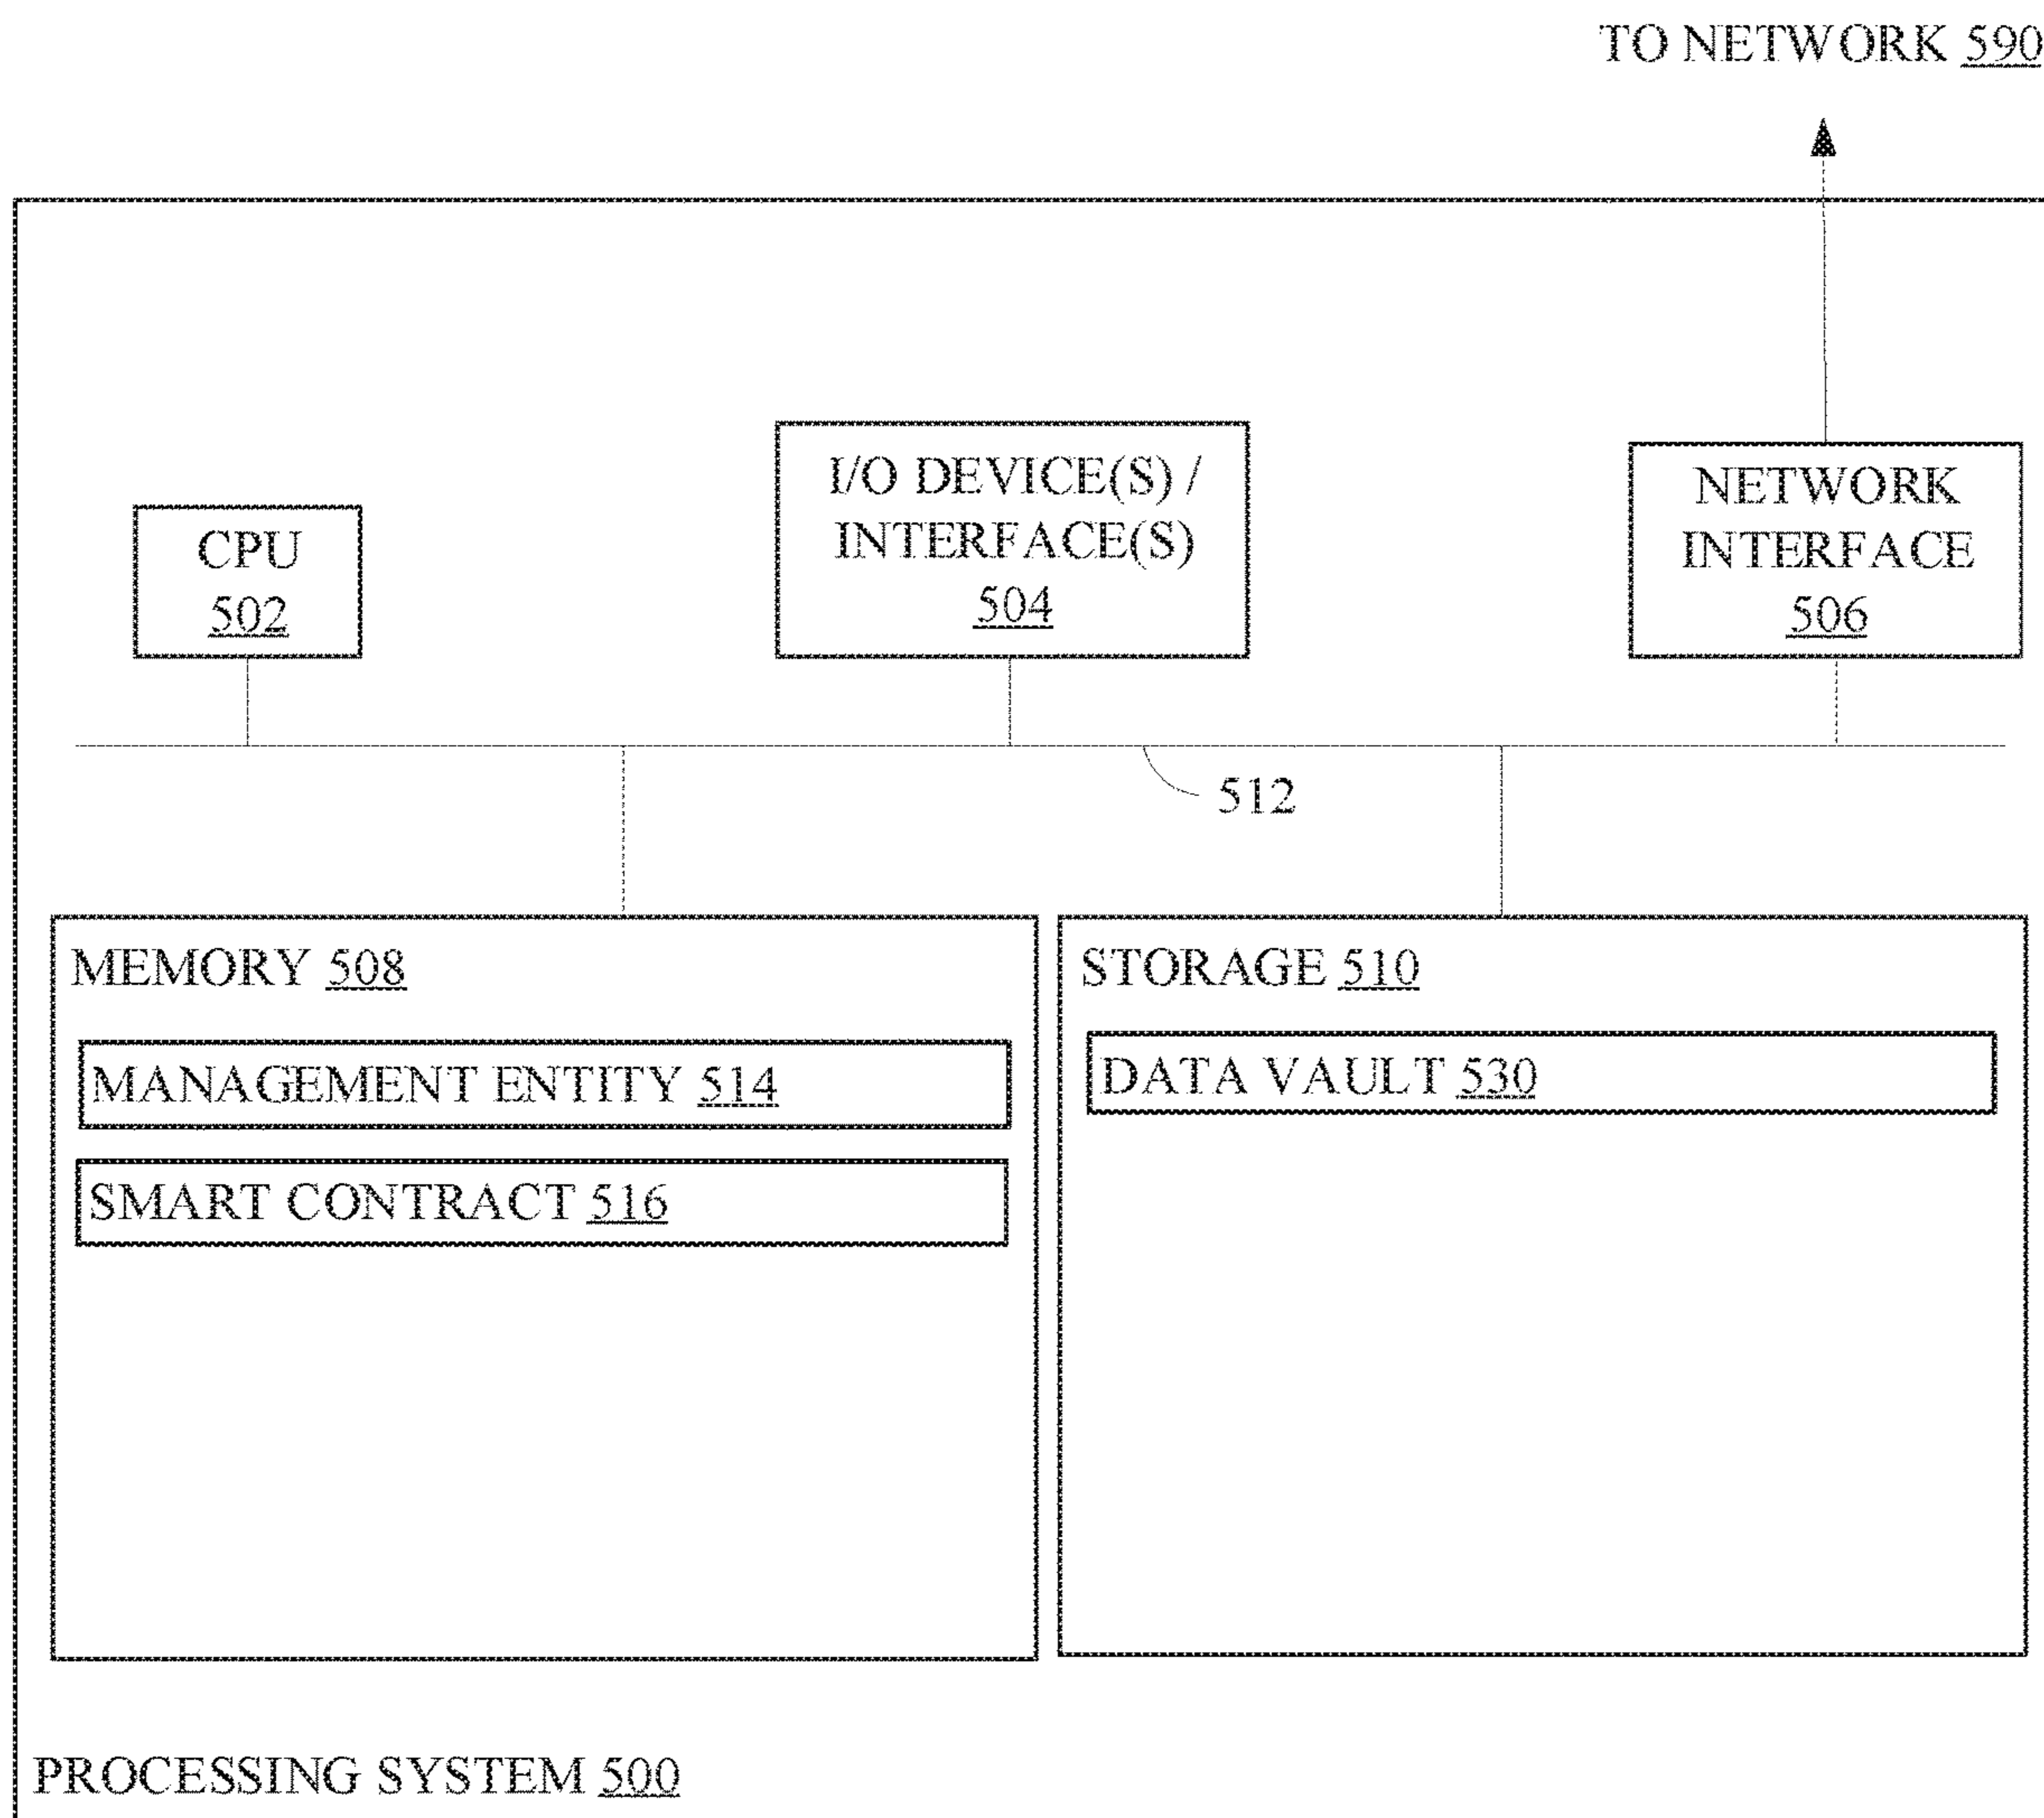 TO NETWORK 590
CPU
502
I/O DEVICE(S) /
INTERFACE(S)
504
NETWORK
INTERFACE
506
512
MEMORY 508
MANAGEMENT ENTITY 514
SMART CONTRACT 516
STORAGE 510
DATA VAULT 530
PROCESSING SYSTEM 500